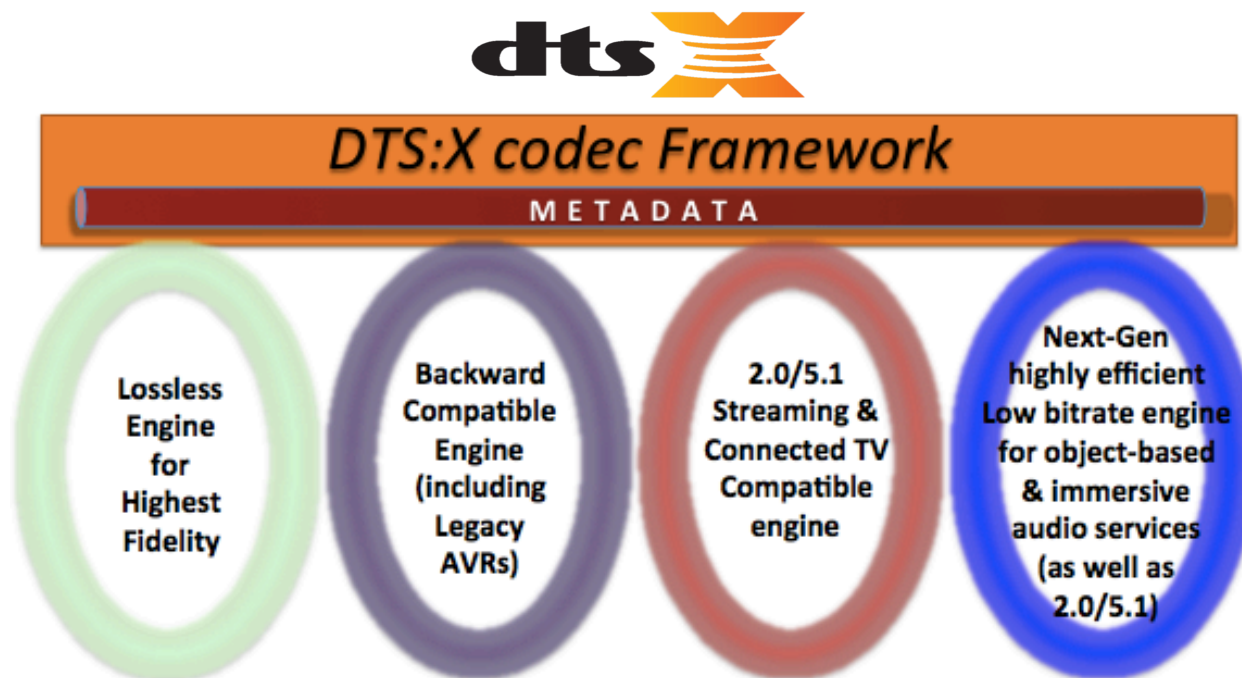 dts X
DTS:X codec Framework
METADATA
Lossless
Engine
for
Highest
Fidelity
Backward
Compatible
Engine
(including
Legacy
AVRs)
2.0/5.1
Streaming &
Connected TV
Compatible
engine
Next-Gen
highly efficient
Low bitrate engine
for object-based
& immersive
audio services
(as well as
2.0/5.1)